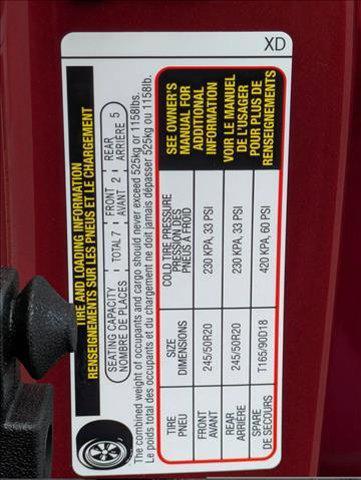 XD
TIRE AND LOADING INFORMATION
RENSEIGNEMENTS SUR LES PNEUS ET LE CHARGEMENT
SEATING CAPACITY
NOMBRE DE PLACES
TOTAL 7
FRONT
AVANT 2
REAR
ARRIÈRE 5
The combined weight of occupants and cargo should never exceed 525kg or 1158lbs.
Le poids total des occupants et du chargement ne doit jamais dépasser 525kg ou 1158lb.
TIRE
PNEU
SIZE
DIMENSIONS
COLD TIRE PRESSURE
PRESSION DES
PNEUS À FROID
SEE OWNER'S
MANUAL FOR
ADDITIONAL
INFORMATION
VOIR LE MANUEL
DE L'USAGER
POUR PLUS DE
RENSEIGNEMENTS
FRONT
AVANT
245/50R20
230 KPA, 33 PSI
REAR
ARRIÈRE
245/50R20
230 KPA, 33 PSI
SPARE
DE SECOURS
T165/90D18
420 KPA, 60 PSI